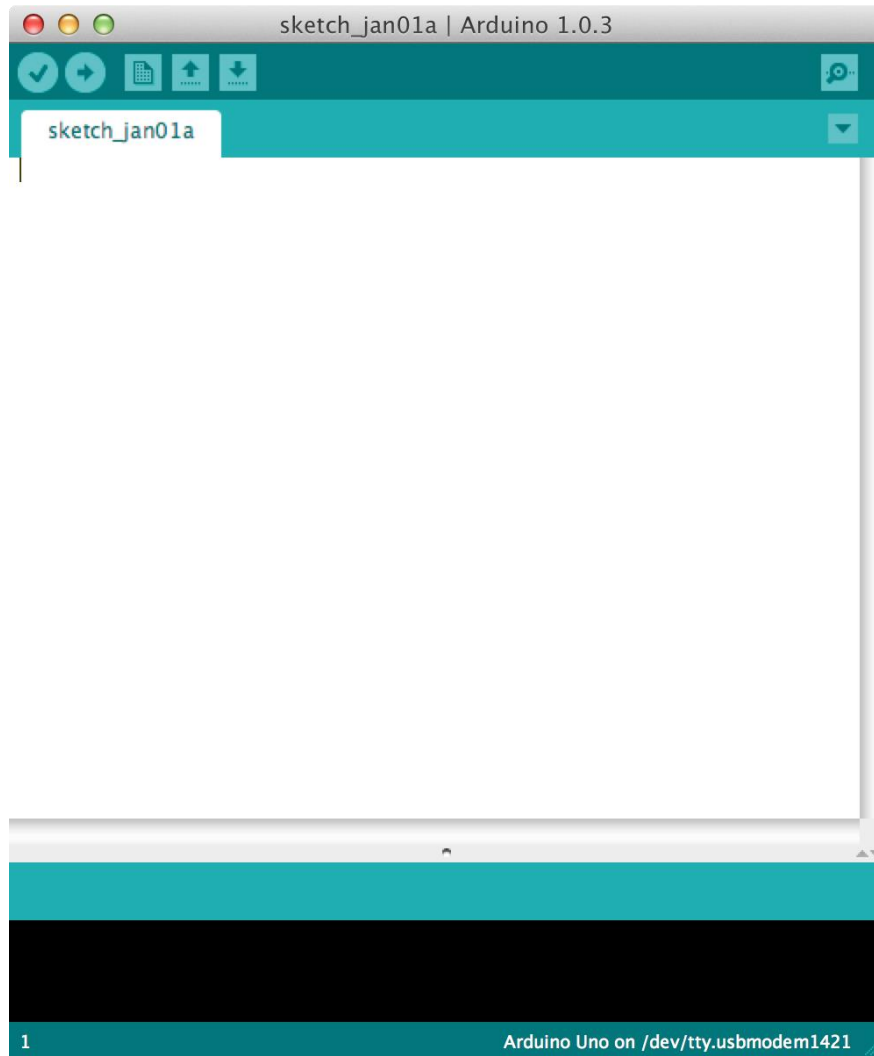 sketch_jan01a | Arduino 1.0.3
sketch_jan01a
1 Arduino Uno on /dev/tty.usbmodem1421